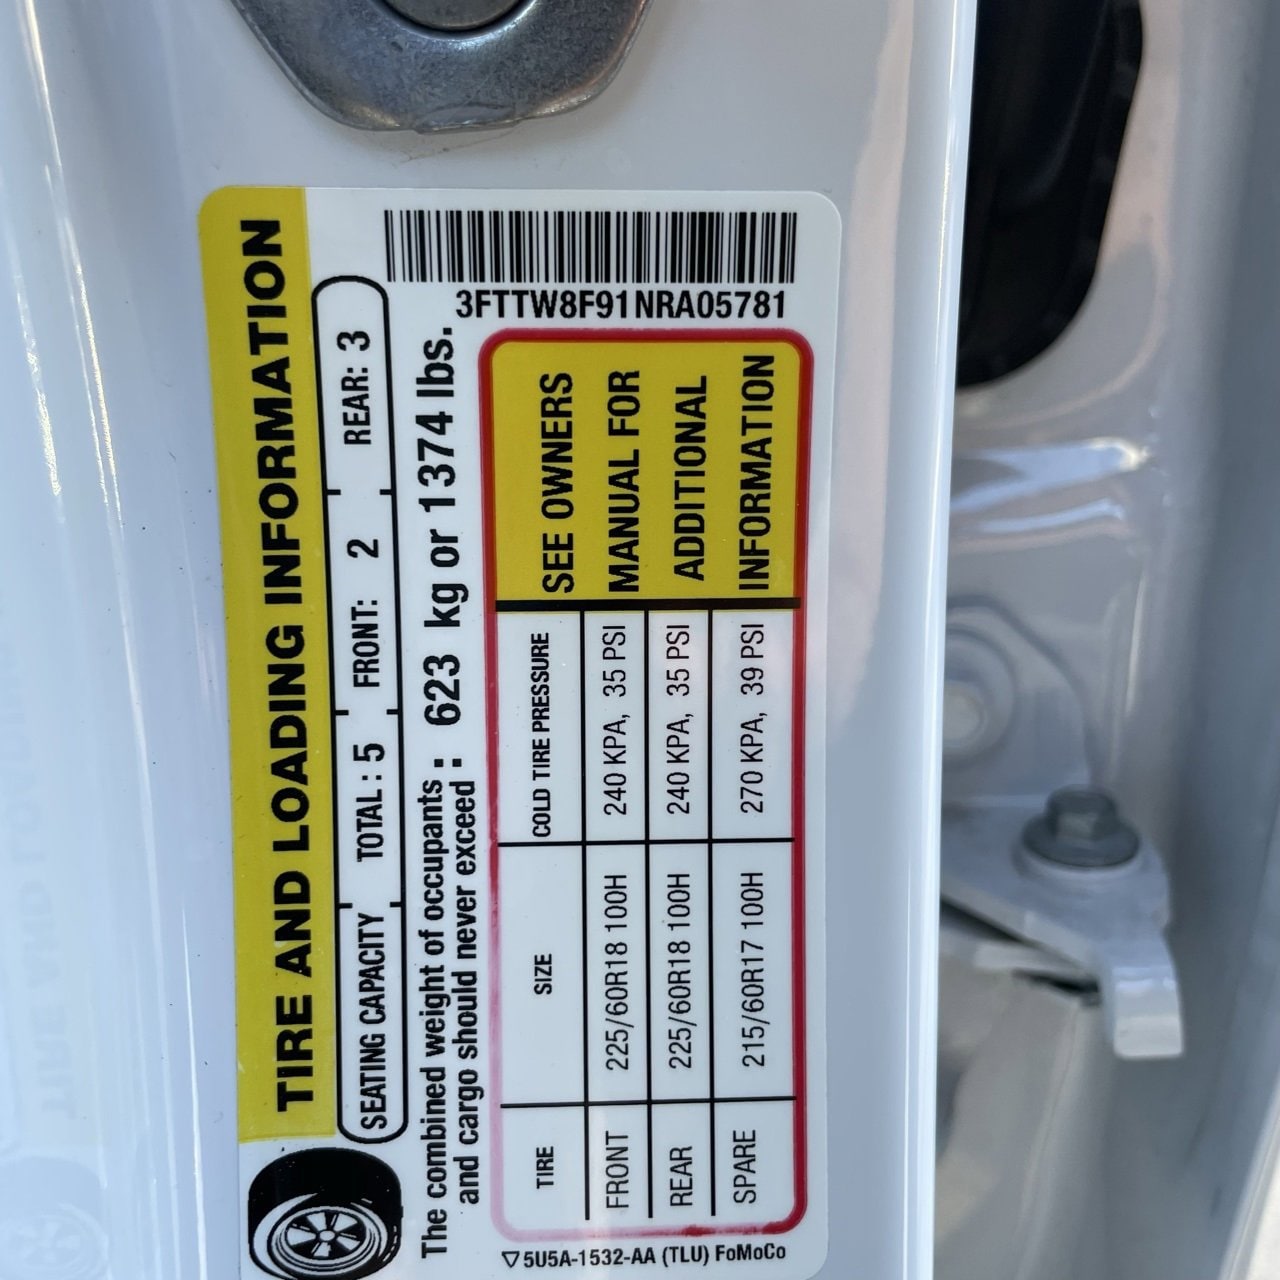 TIRE AND LOADING INFORMATION
SEATING CAPACITY TOTAL: 5 FRONT: 2 REAR: 3
The combined weight of occupants and cargo should never exceed : 623 kg or 1374 lbs.
3FTTW8F91NRA05781
TIRE SIZE COLD TIRE PRESSURE
FRONT 225/60R18 100H 240 KPA, 35 PSI
REAR 225/60R18 100H 240 KPA, 35 PSI
SPARE 215/60R17 100H 270 KPA, 39 PSI
SEE OWNERS
MANUAL FOR
ADDITIONAL
INFORMATION
5U5A-1532-AA (TLU) FoMoCo